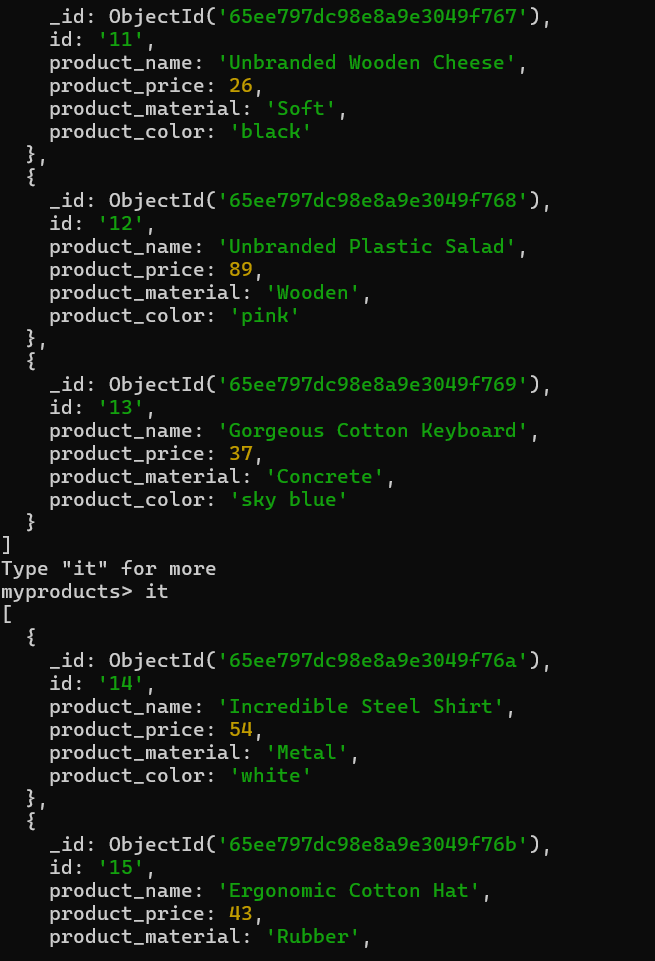 _id: ObjectId('65ee797dc98e8a9e3049f767'),
    id: '11',
    product_name: 'Unbranded Wooden Cheese',
    product_price: 26,
    product_material: 'Soft',
    product_color: 'black'
  },
  {
    _id: ObjectId('65ee797dc98e8a9e3049f768'),
    id: '12',
    product_name: 'Unbranded Plastic Salad',
    product_price: 89,
    product_material: 'Wooden',
    product_color: 'pink'
  },
  {
    _id: ObjectId('65ee797dc98e8a9e3049f769'),
    id: '13',
    product_name: 'Gorgeous Cotton Keyboard',
    product_price: 37,
    product_material: 'Concrete',
    product_color: 'sky blue'
  }
]
Type "it" for more
myproducts> it
[
  {
    _id: ObjectId('65ee797dc98e8a9e3049f76a'),
    id: '14',
    product_name: 'Incredible Steel Shirt',
    product_price: 54,
    product_material: 'Metal',
    product_color: 'white'
  },
  {
    _id: ObjectId('65ee797dc98e8a9e3049f76b'),
    id: '15',
    product_name: 'Ergonomic Cotton Hat',
    product_price: 43,
    product_material: 'Rubber',